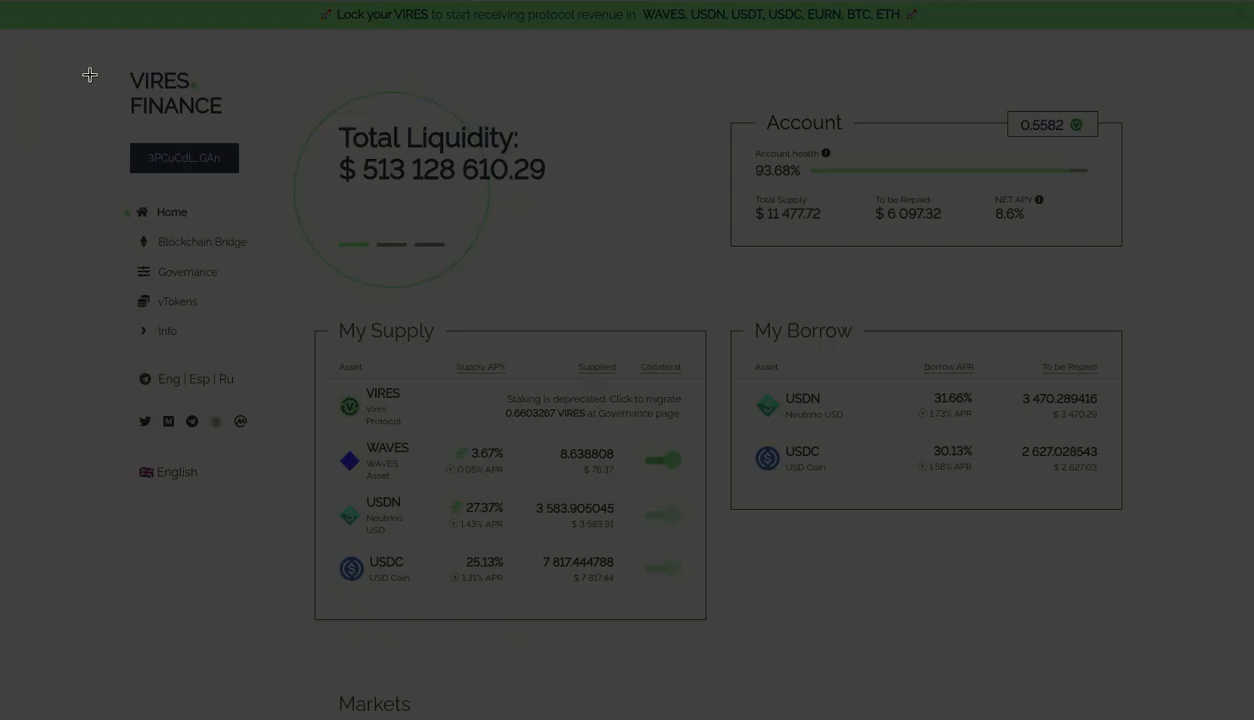 Lock your VIRES to start receiving protocol revenue in WAVES, USDN, USDT, USDC, EURN, BTC, ETH
VIRES.
FINANCE
3PCuCdL...GAn
Home
Blockchain Bridge
Governance
vTokens
Info
Eng | Esp | Ru
English
Total Liquidity:
$ 513 128 610.29
Account
0.5582
Account health
93.68%
Total Supply
To be Repaid
NET APY
$ 11 477.72
$ 6 097.32
8.6%
My Supply
Asset
Supply APY
Supplied
Collateral
VIRES
Vires
Protocol
Staking is deprecated. Click to migrate
0.6603267 VIRES at Governance page.
WAVES
WAVES
Asset
3.67%
0.05% APR
8.638808
$ 76.37
USDN
Neutrino
USD
27.37%
1.43% APR
3 583.905045
$ 3 583.91
USDC
USD Coin
25.13%
1.31% APR
7 817.444788
$ 7 817.44
My Borrow
Asset
Borrow APR
To be Repaid
USDN
Neutrino USD
31.66%
1.73% APR
3 470.289416
$ 3 470.29
USDC
USD Coin
30.13%
1.58% APR
2 627.028543
$ 2 627.03
Markets